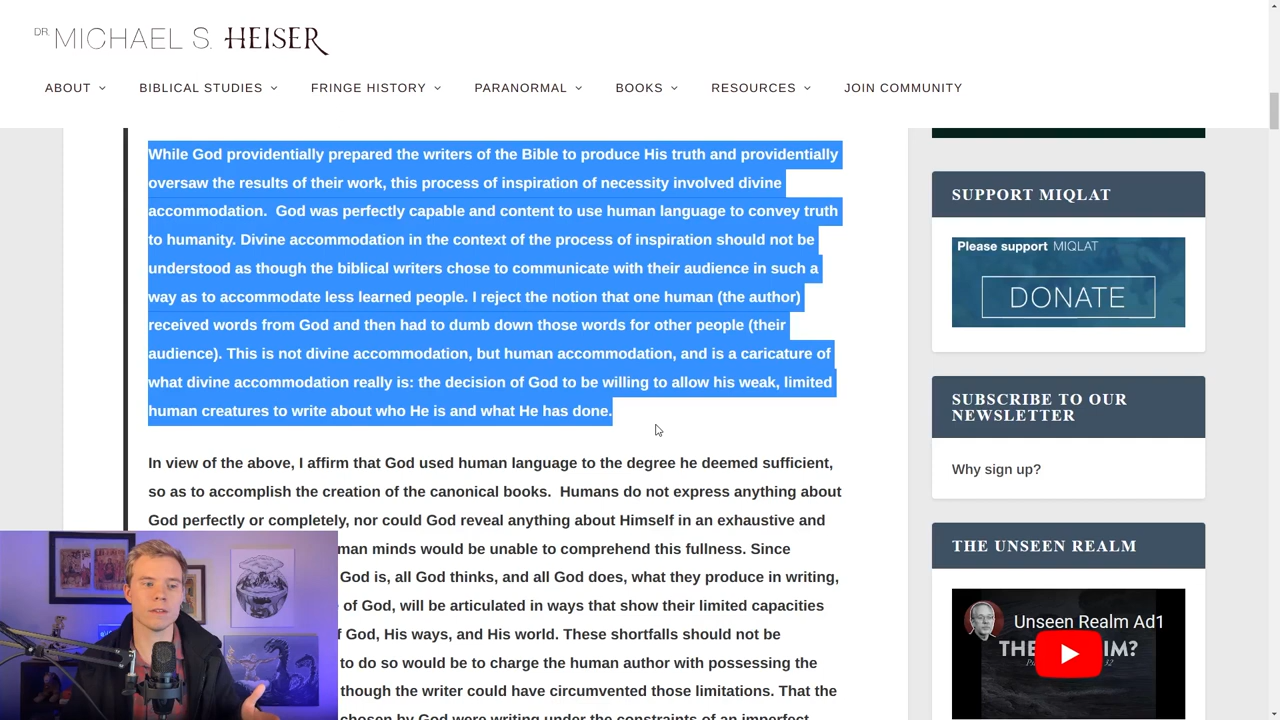 DR. MICHAEL S. HEISER
ABOUT BIBLICAL STUDIES FRINGE HISTORY PARANORMAL BOOKS RESOURCES JOIN COMMUNITY
While God providentially prepared the writers of the Bible to produce His truth and providentially
oversaw the results of their work, this process of inspiration of necessity involved divine
accommodation.  God was perfectly capable and content to use human language to convey truth
to humanity. Divine accommodation in the context of the process of inspiration should not be
understood as though the biblical writers chose to communicate with their audience in such a
way as to accommodate less learned people. I reject the notion that one human (the author)
received words from God and then had to dumb down those words for other people (their
audience). This is not divine accommodation, but human accommodation, and is a caricature of
what divine accommodation really is: the decision of God to be willing to allow his weak, limited
human creatures to write about who He is and what He has done.
In view of the above, I affirm that God used human language to the degree he deemed sufficient,
so as to accomplish the creation of the canonical books.  Humans do not express anything about
God perfectly or completely, nor could God reveal anything about Himself in an exhaustive and
man minds would be unable to comprehend this fullness. Since
God is, all God thinks, and all God does, what they produce in writing,
of God, will be articulated in ways that show their limited capacities
God, His ways, and His world. These shortfalls should not be
to do so would be to charge the human author with possessing the
though the writer could have circumvented those limitations. That the
chosen by God were writing under the constraints of an imperfect
SUPPORT MIQLAT
Please support MIQLAT
DONATE
SUBSCRIBE TO OUR
NEWSLETTER
Why sign up?
THE UNSEEN REALM
Unseen Realm Ad1